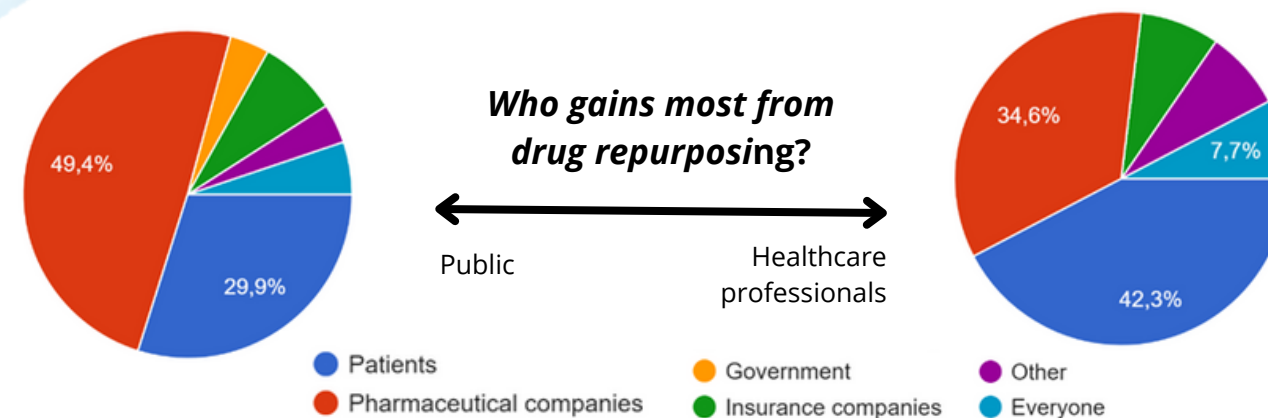 Who gains most from
drug repurposing?
49,4%
29,9%
34,6%
7,7%
42,3%
Public
Healthcare
professionals
Patients
Pharmaceutical companies
Government
Insurance companies
Other
Everyone